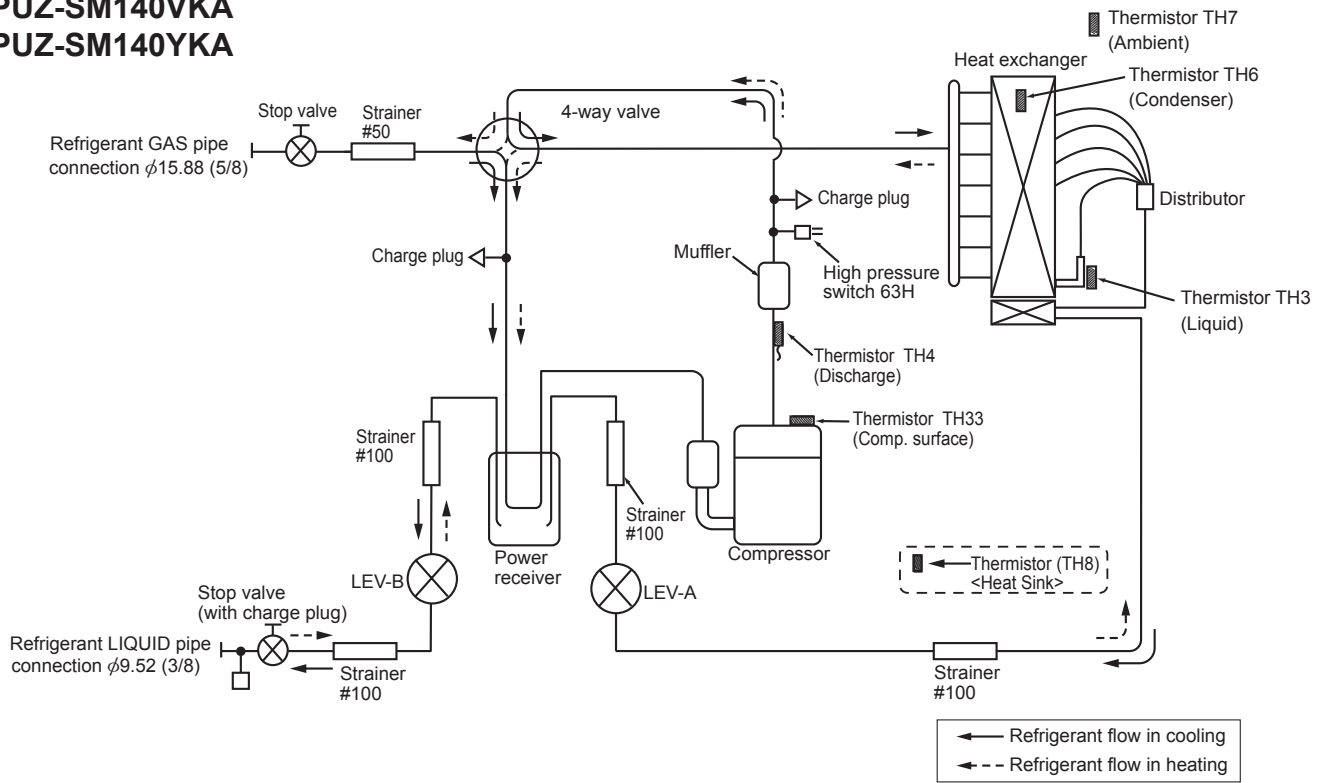 PUZ-SM140VKA
PUZ-SM140YKA
Thermistor TH7
(Ambient)
Heat exchanger
Thermistor TH6
(Condenser)
Stop valve
Strainer
#50
4-way valve
Refrigerant GAS pipe
connection ϕ15.88 (5/8)
Charge plug
Distributor
Charge plug
Muffler
High pressure
switch 63H
Thermistor TH3
(Liquid)
Thermistor TH4
(Discharge)
Thermistor TH33
(Comp. surface)
Strainer
#100
Strainer
#100
Compressor
Power
receiver
LEV-B
LEV-A
Thermistor (TH8)
<Heat Sink>
Stop valve
(with charge plug)
Refrigerant LIQUID pipe
connection ϕ9.52 (3/8)
Strainer
#100
Strainer
#100
Refrigerant flow in cooling
Refrigerant flow in heating